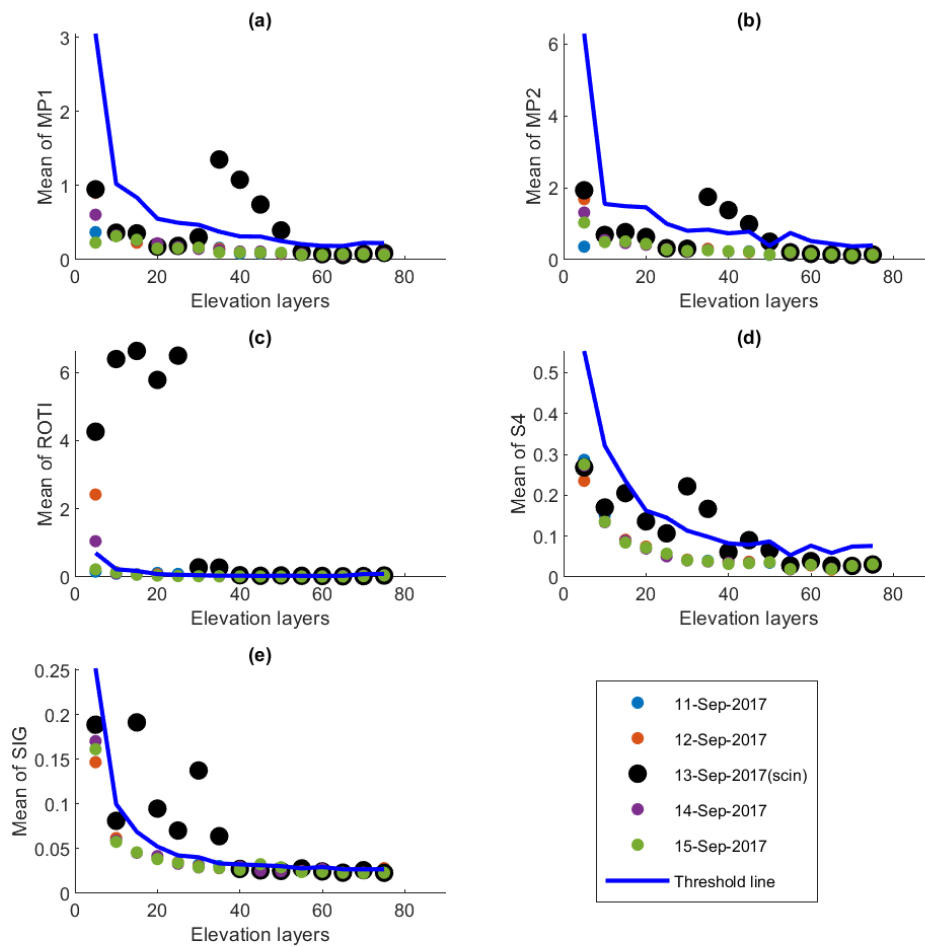 (a)
Mean of MP1
3
2
1
0
0 20 40 60 80
Elevation layers
(b)
Mean of MP2
6
4
2
0
0 20 40 60 80
Elevation layers
(c)
Mean of ROTI
6
4
2
0
0 20 40 60 80
Elevation layers
(d)
Mean of S4
0.5
0.4
0.3
0.2
0.1
0
0 20 40 60 80
Elevation layers
(e)
Mean of SIG
0.25
0.2
0.15
0.1
0.05
0
0 20 40 60 80
Elevation layers
11-Sep-2017
12-Sep-2017
13-Sep-2017(scin)
14-Sep-2017
15-Sep-2017
Threshold line